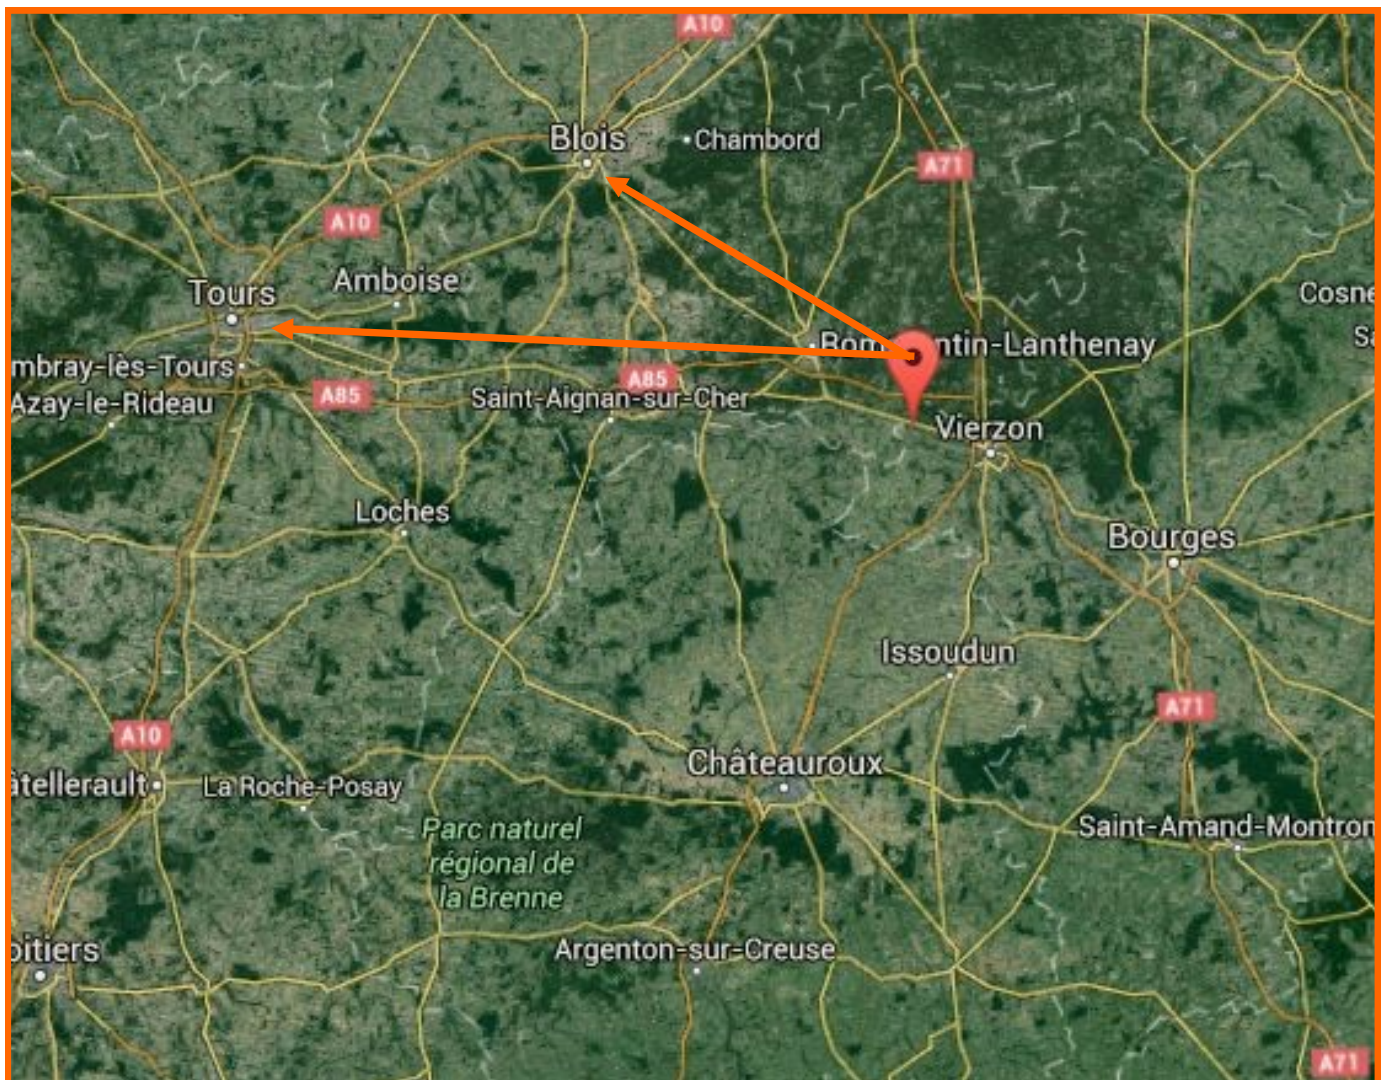 A10
Blois
Chambord
A71
A10
Amboise
Tours
Cosne
Rom
ntin-Lanthenay
mbray-lès-Tours
A85
A85
Azay-le-Rideau
Saint-Aignan-sur-Cher
Vierzon
Loches
Bourges
Issoudun
A71
A10
Châteauroux
âtellerault
La Roche-Posay
Parc naturel
régional de
la Brenne
Saint-Amand-Montron
oitiers
Argenton-sur-Creuse
A71